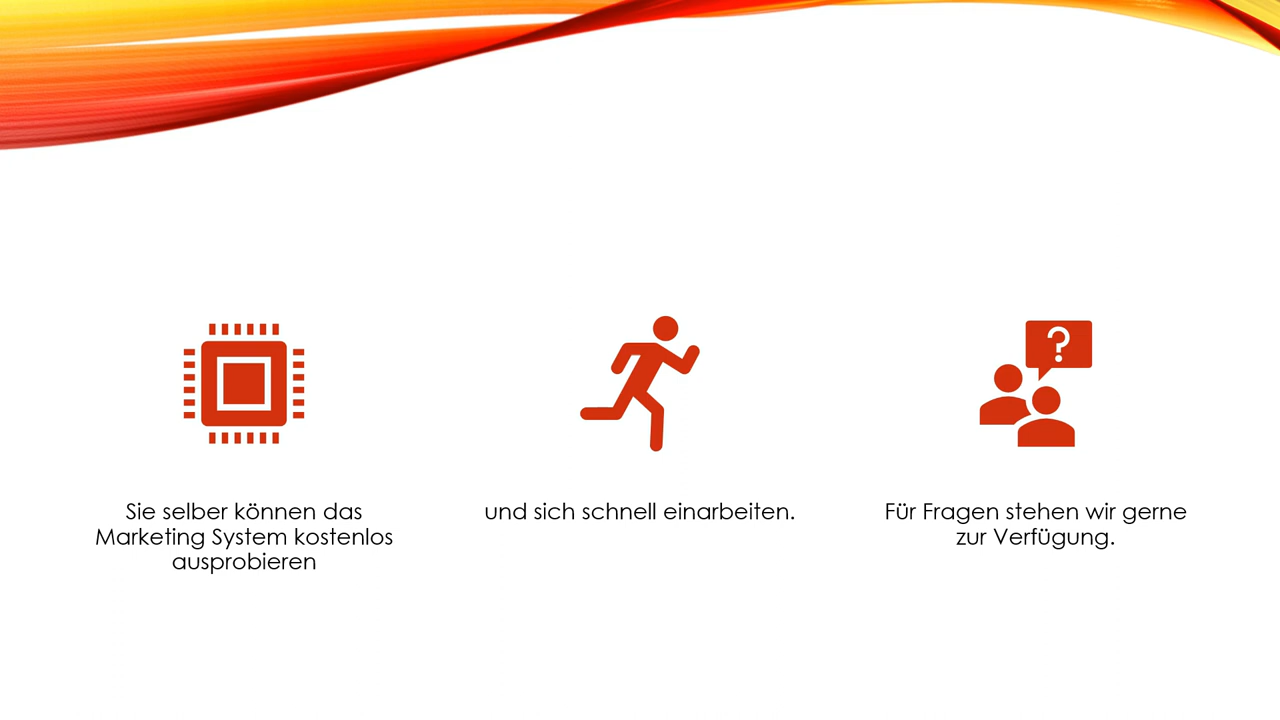 Sie selber können das
Marketing System kostenlos
ausprobieren
und sich schnell einarbeiten.
Für Fragen stehen wir gerne
zur Verfügung.
?